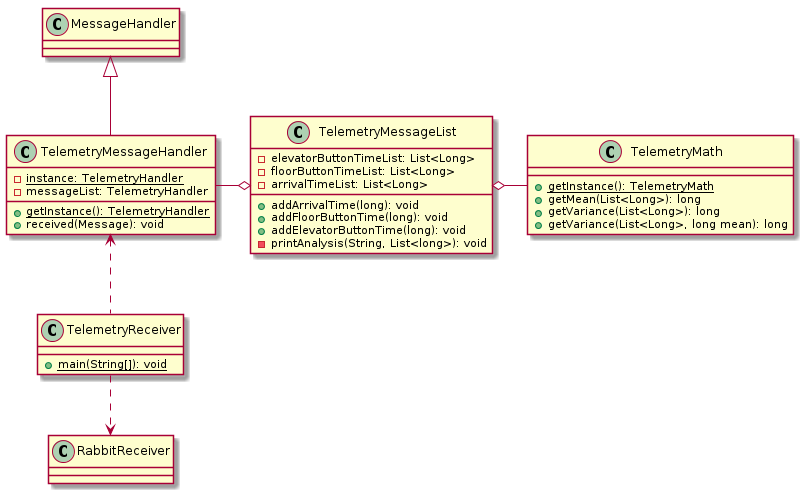 C MessageHandler
C TelemetryMessageHandler
instance: TelemetryHandler
messageList: TelemetryHandler
getInstance(): TelemetryHandler
received(Message): void
C TelemetryMessageList
elevatorButtonTimeList: List<Long>
floorButtonTimeList: List<Long>
arrivalTimeList: List<Long>
addArrivalTime(long): void
addFloorButtonTime(long): void
addElevatorButtonTime(long): void
printAnalysis(String, List<long>): void
C TelemetryMath
getInstance(): TelemetryMath
getMean(List<Long>): long
getVariance(List<Long>): long
getVariance(List<Long>, long mean): long
C TelemetryReceiver
main(String[]): void
C RabbitReceiver